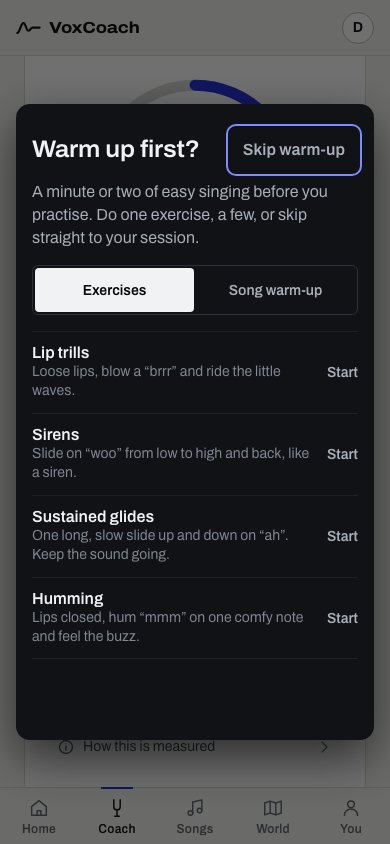 VoxCoach
D
Warm up first?
Skip warm-up
A minute or two of easy singing before you
practise. Do one exercise, a few, or skip
straight to your session.
Exercises
Song warm-up
Lip trills
Loose lips, blow a “brrr” and ride the little
waves.
Start
Sirens
Slide on “woo” from low to high and back, like
a siren.
Start
Sustained glides
One long, slow slide up and down on “ah”.
Keep the sound going.
Start
Humming
Lips closed, hum “mmm” on one comfy note
and feel the buzz.
Start
How this is measured
Home
Coach
Songs
World
You